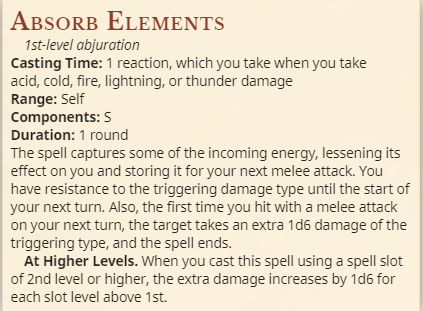 Absorb Elements
1st-level abjuration
Casting Time: 1 reaction, which you take when you take
acid, cold, fire, lightning, or thunder damage
Range: Self
Components: S
Duration: 1 round
The spell captures some of the incoming energy, lessening its
effect on you and storing it for your next melee attack. You
have resistance to the triggering damage type until the start of
your next turn. Also, the first time you hit with a melee attack
on your next turn, the target takes an extra 1d6 damage of the
triggering type, and the spell ends.
At Higher Levels. When you cast this spell using a spell slot
of 2nd level or higher, the extra damage increases by 1d6 for
each slot level above 1st.